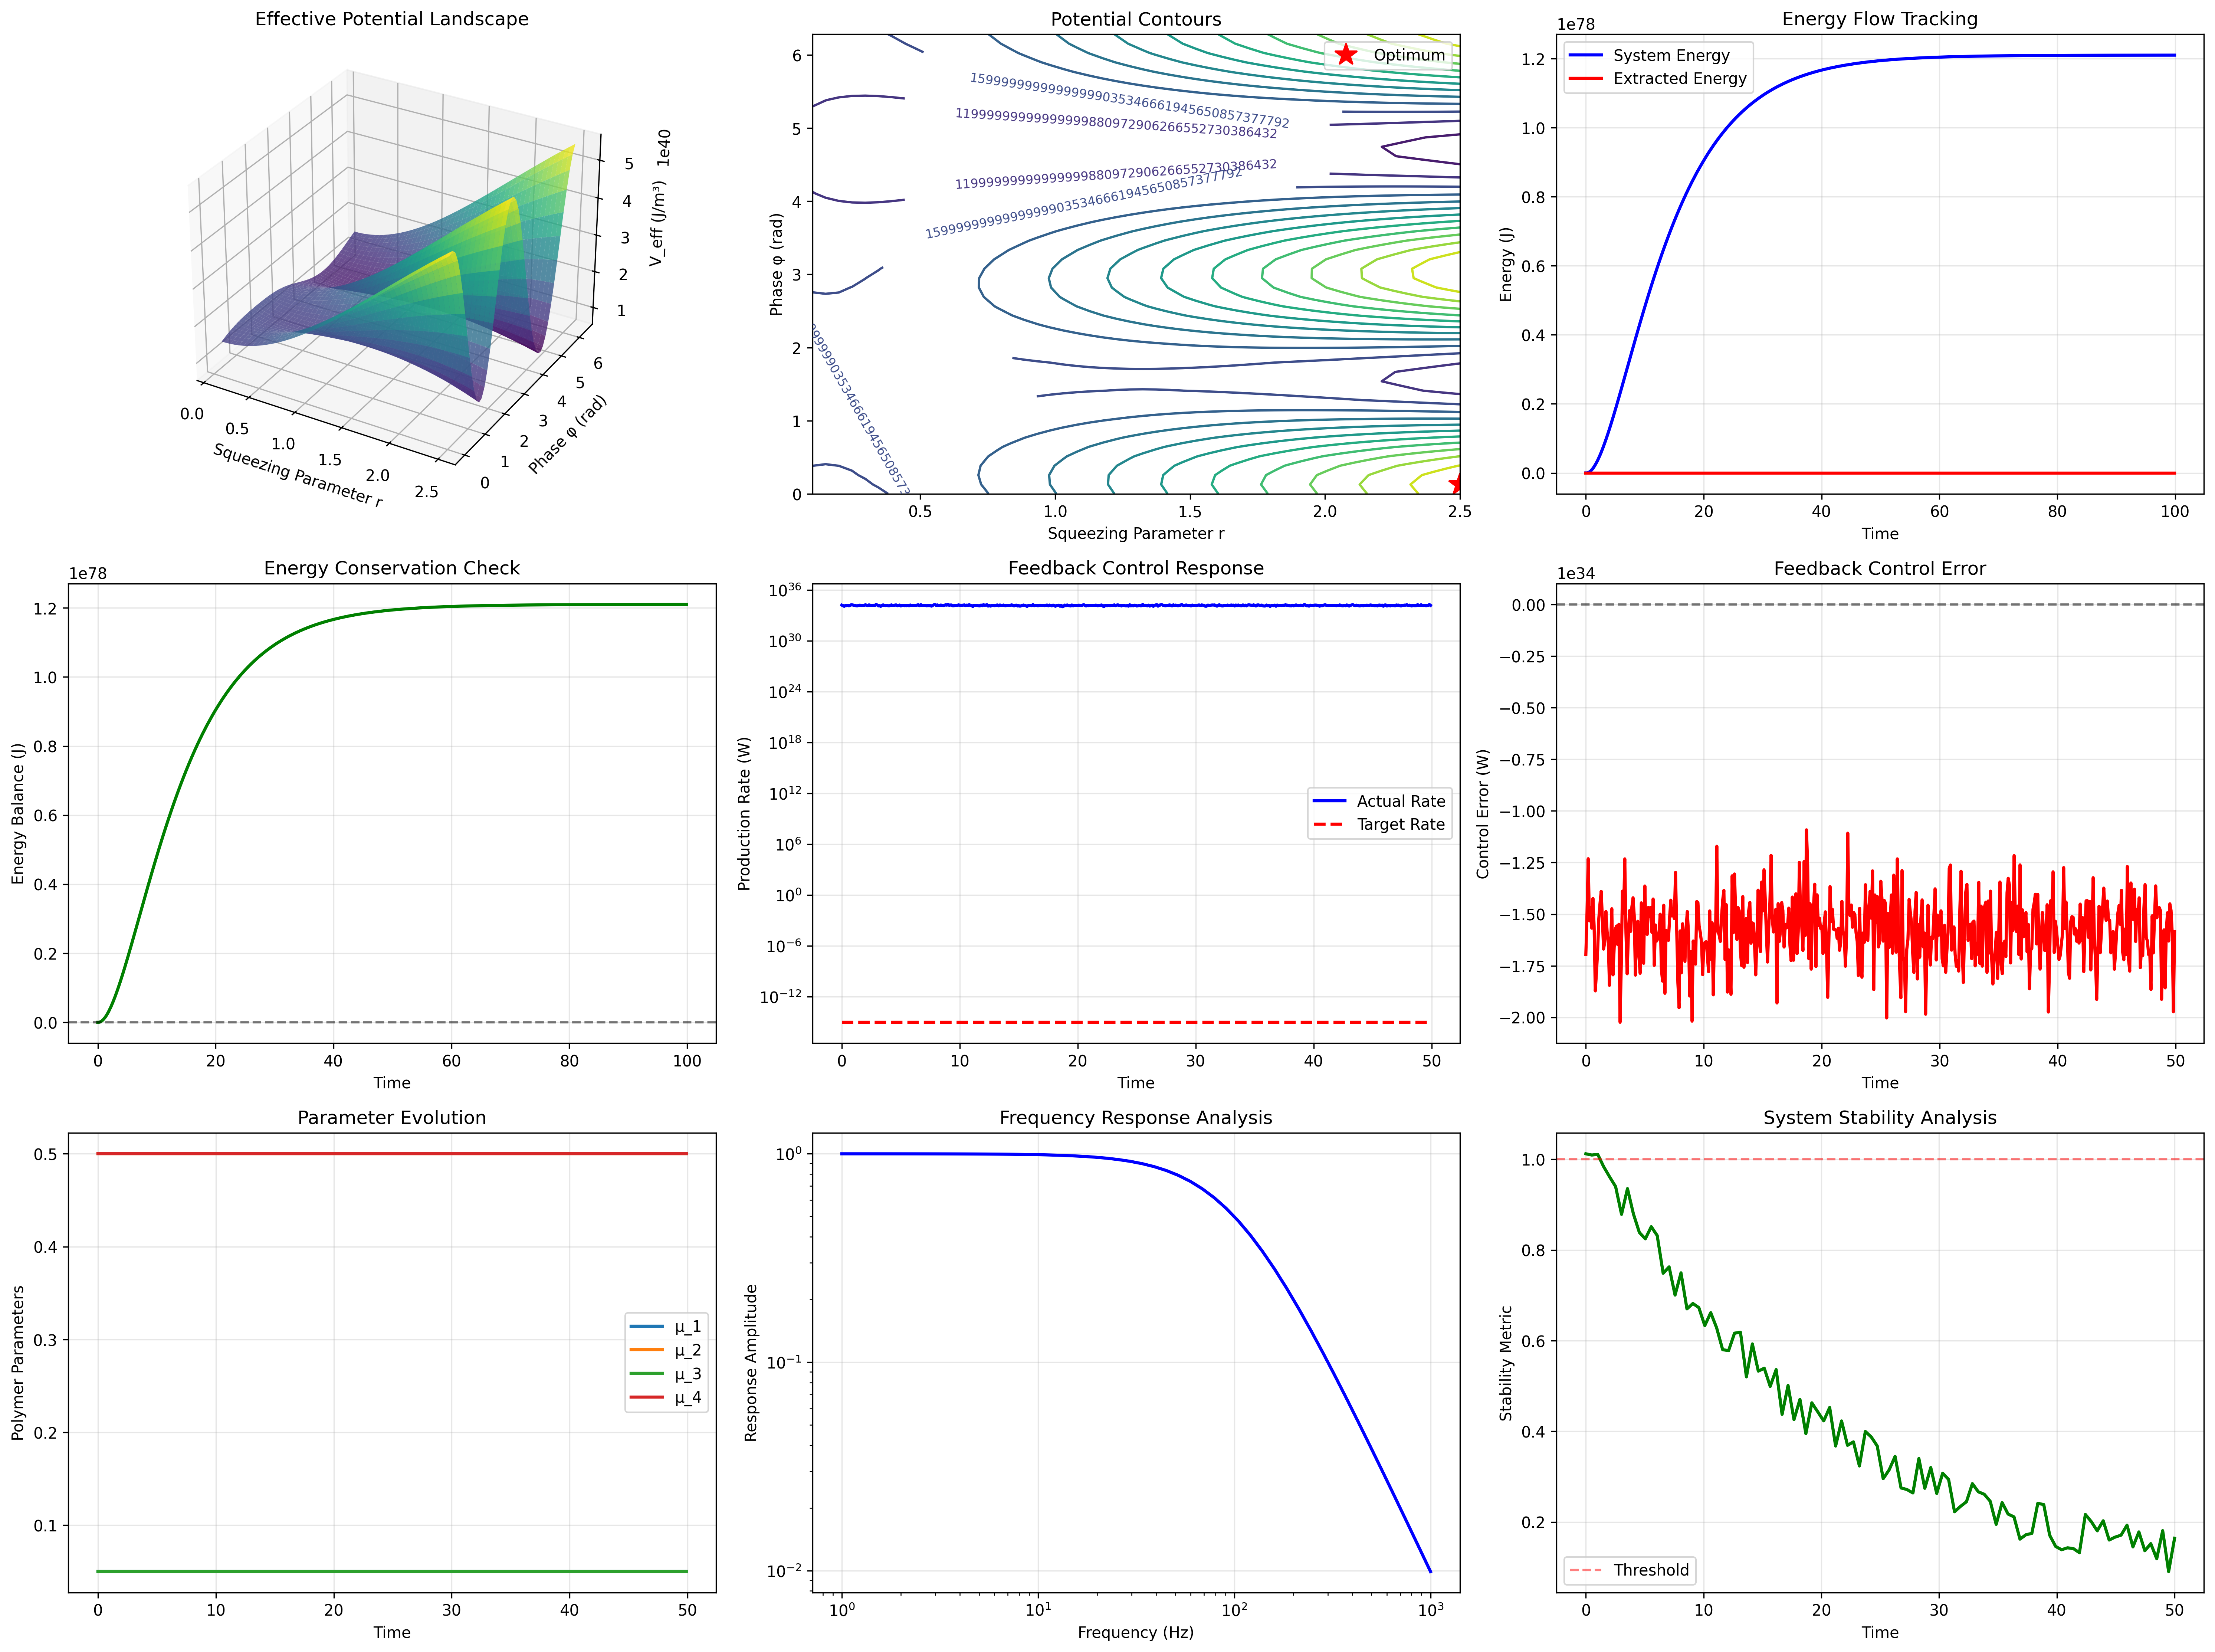 Effective Potential Landscape
1e40
5
4
3
2
1
V_eff (J/m³)
0.0
0.5
1.0
1.5
2.0
2.5
Squeezing Parameter r
0
1
2
3
4
5
6
Phase φ (rad)
Potential Contours
Optimum
6
5
4
3
2
1
0
Phase φ (rad)
0.5
1.0
1.5
2.0
2.5
Squeezing Parameter r
Energy Flow Tracking
1e78
System Energy
Extracted Energy
1.2
1.0
0.8
0.6
0.4
0.2
0.0
Energy (J)
0
20
40
60
80
100
Time
Energy Conservation Check
1e78
1.2
1.0
0.8
0.6
0.4
0.2
0.0
Energy Balance (J)
0
20
40
60
80
100
Time
Feedback Control Response
10³⁶
10³⁰
10²⁴
10¹⁸
10¹²
10⁶
10⁰
10⁻⁶
10⁻¹²
Production Rate (W)
Actual Rate
Target Rate
0
10
20
30
40
50
Time
Feedback Control Error
1e34
0.00
−0.25
−0.50
−0.75
−1.00
−1.25
−1.50
−1.75
−2.00
Control Error (W)
0
10
20
30
40
50
Time
Parameter Evolution
0.5
0.4
0.3
0.2
0.1
Polymer Parameters
μ_1
μ_2
μ_3
μ_4
0
10
20
30
40
50
Time
Frequency Response Analysis
10⁰
10⁻¹
10⁻²
Response Amplitude
10⁰
10¹
10²
10³
Frequency (Hz)
System Stability Analysis
1.0
0.8
0.6
0.4
0.2
Stability Metric
Threshold
0
10
20
30
40
50
Time